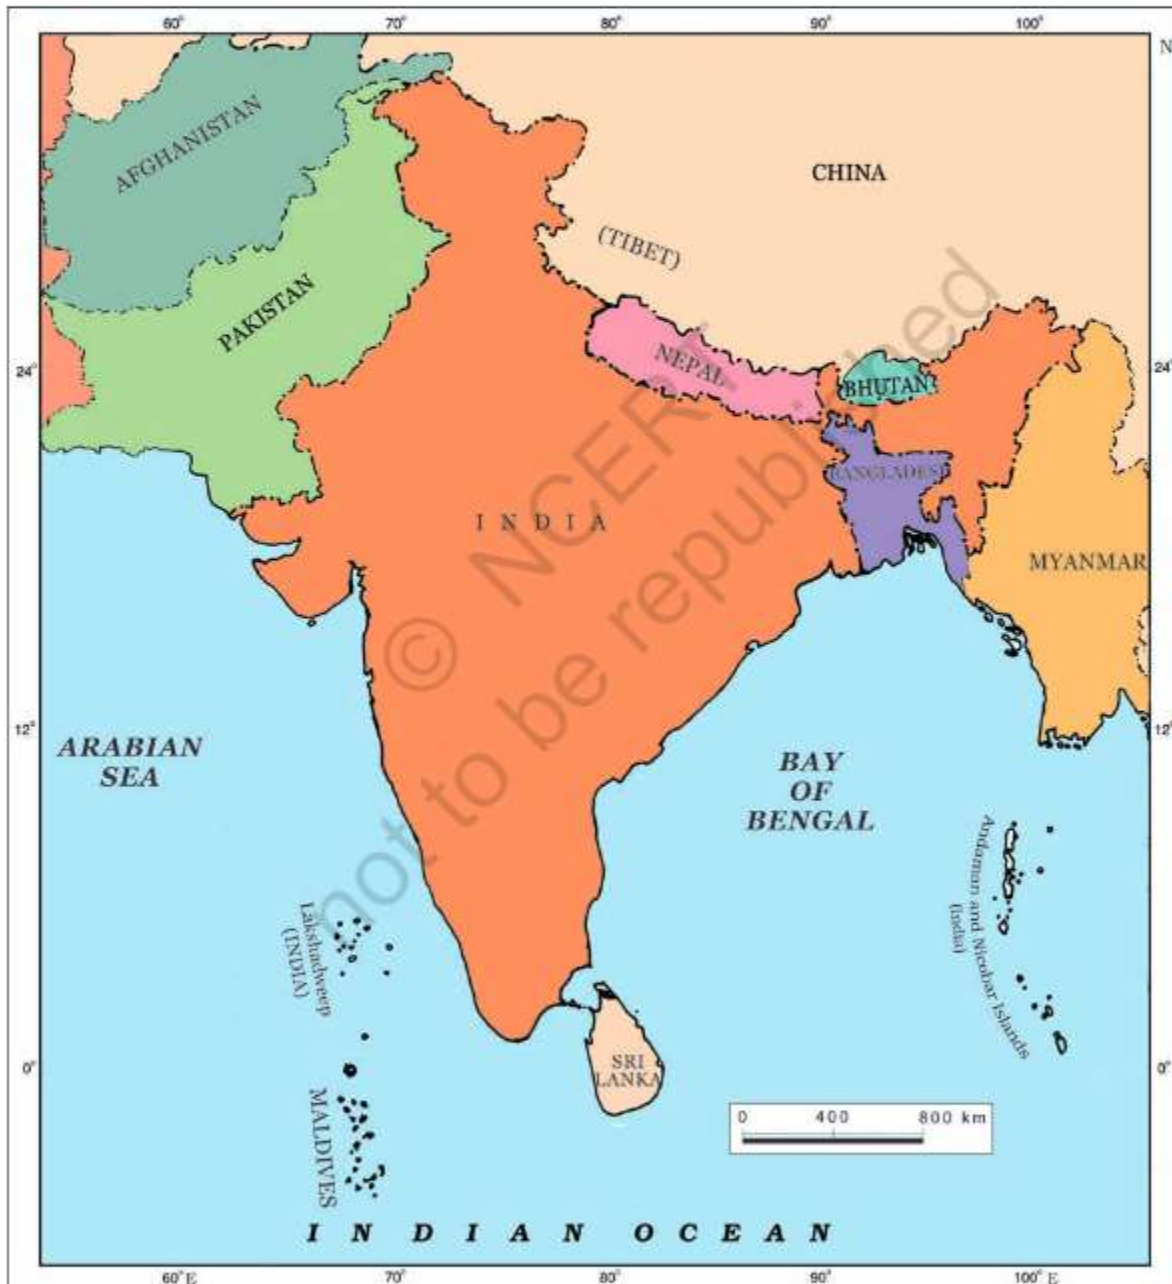 60° 70° 80° 90° 100°
N
AFGHANISTAN
CHINA
(TIBET)
PAKISTAN
24° 24°
NEPAL
BHUTAN
BANGLADESH
I N D I A
MYANMAR
© NCERT
not to be republished
12° 12°
ARABIAN
SEA
BAY
OF
BENGAL
Andaman and Nicobar Islands
(India)
Lakshadweep
(INDIA)
0° 0°
SRI
LANKA
MALDIVES
0 400 800 km
I N D I A N O C E A N
60° E 70° 80° 90° 100° E